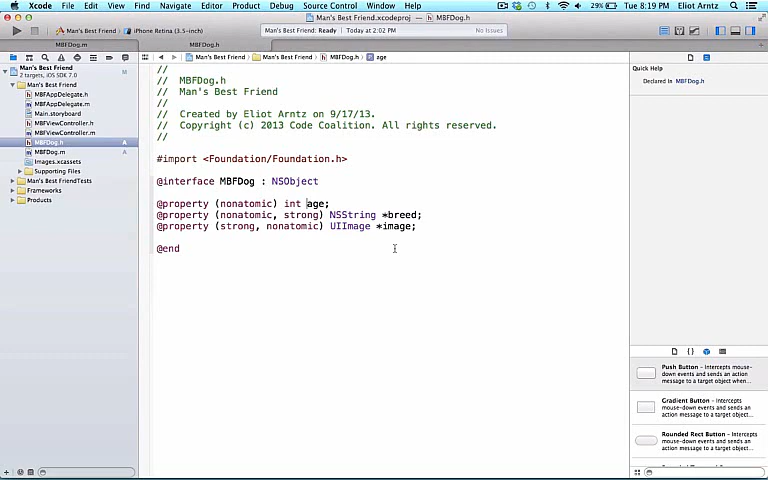 Xcode File Edit View Find Navigate Editor Product Debug Source Control Window Help 29% Tue 8:19 PM Eliot Arntz
Man's Best Friend.xcodeproj — MBFDog.h
Man's Best Friend iPhone Retina (3.5-inch) Man's Best Friend: Ready Today at 2:02 PM No Issues
MBFDog.m MBFDog.h
Man's Best Friend MBFDog.h age
Man's Best Friend M
2 targets, iOS SDK 7.0
Man's Best Friend
MBFAppDelegate.h
MBFAppDelegate.m
Main.storyboard
MBFViewController.h
MBFViewController.m
MBFDog.h A
MBFDog.m A
Images.xcassets
Supporting Files
Man's Best FriendTests
Frameworks
Products
//
// MBFDog.h
// Man's Best Friend
//
// Created by Eliot Arntz on 9/17/13.
// Copyright (c) 2013 Code Coalition. All rights reserved.
//
#import <Foundation/Foundation.h>
@interface MBFDog : NSObject
@property (nonatomic) int age;
@property (nonatomic, strong) NSString *breed;
@property (strong, nonatomic) UIImage *image;
@end
Quick Help
Declared in MBFDog.h
{ }
Push Button - Intercepts mouse-
down events and sends an action
message to a target object when...
Gradient Button - Intercepts
mouse-down events and sends an
action message to a target object...
Rounded Rect Button - Intercepts
mouse-down events and sends an
action message to a target object...